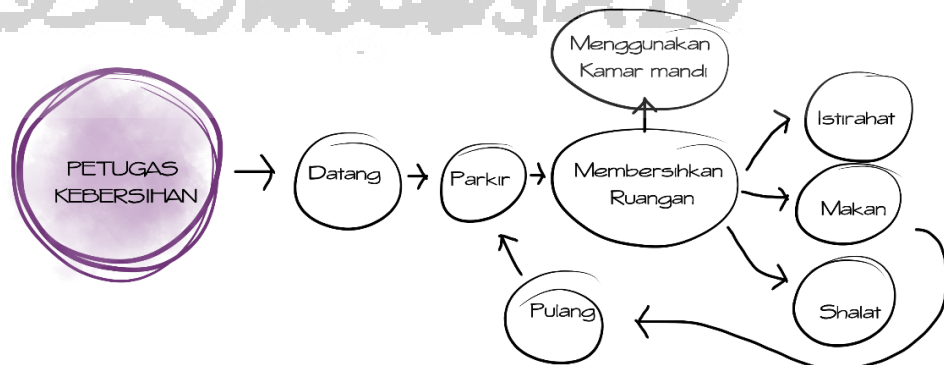 PETUGAS
KEBERSIHAN
Datang
Parkir
Membersihkan
Ruangan
Menggunakan
Kamar mandi
Istirahat
Makan
Shalat
Pulang